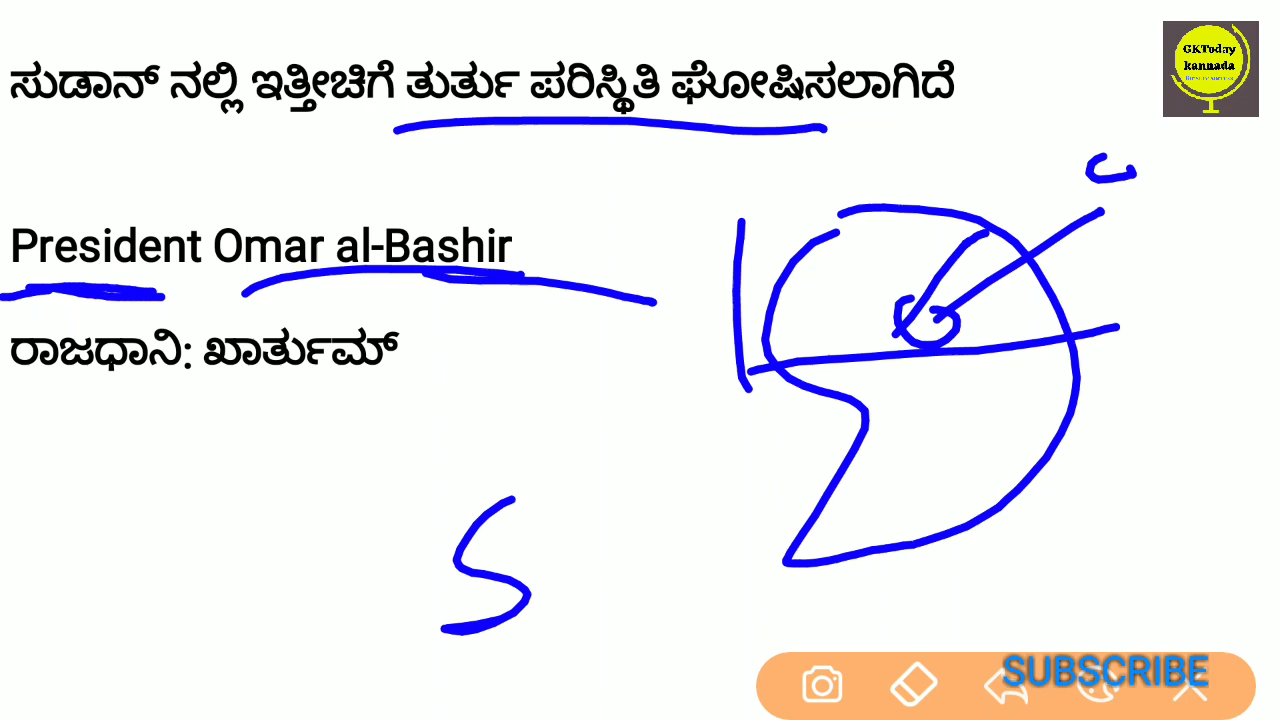 ಸುಡಾನ್ ನಲ್ಲಿ ಇತ್ತೀಚಿಗೆ ತುರ್ತು ಪರಿಸ್ಥಿತಿ ಘೋಷಿಸಲಾಗಿದೆ
GKToday
kannada
President Omar al-Bashir
ರಾಜಧಾನಿ: ಖಾರ್ತುಮ್
S
SUBSCRIBE